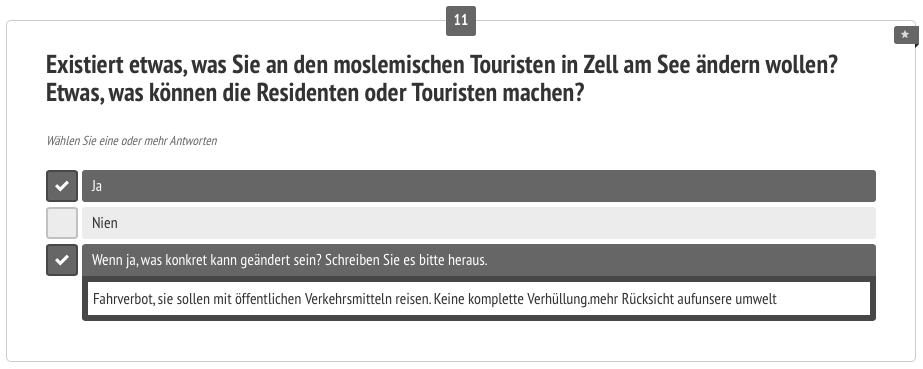 11
Existiert etwas, was Sie an den moslemischen Touristen in Zell am See ändern wollen?
Etwas, was können die Residenten oder Touristen machen?
Wählen Sie eine oder mehr Antworten
Ja
Nien
Wenn ja, was konkret kann geändert sein? Schreiben Sie es bitte heraus.
Fahrverbot, sie sollen mit öffentlichen Verkehrsmitteln reisen. Keine komplette Verhüllung.mehr Rücksicht aufunsere umwelt